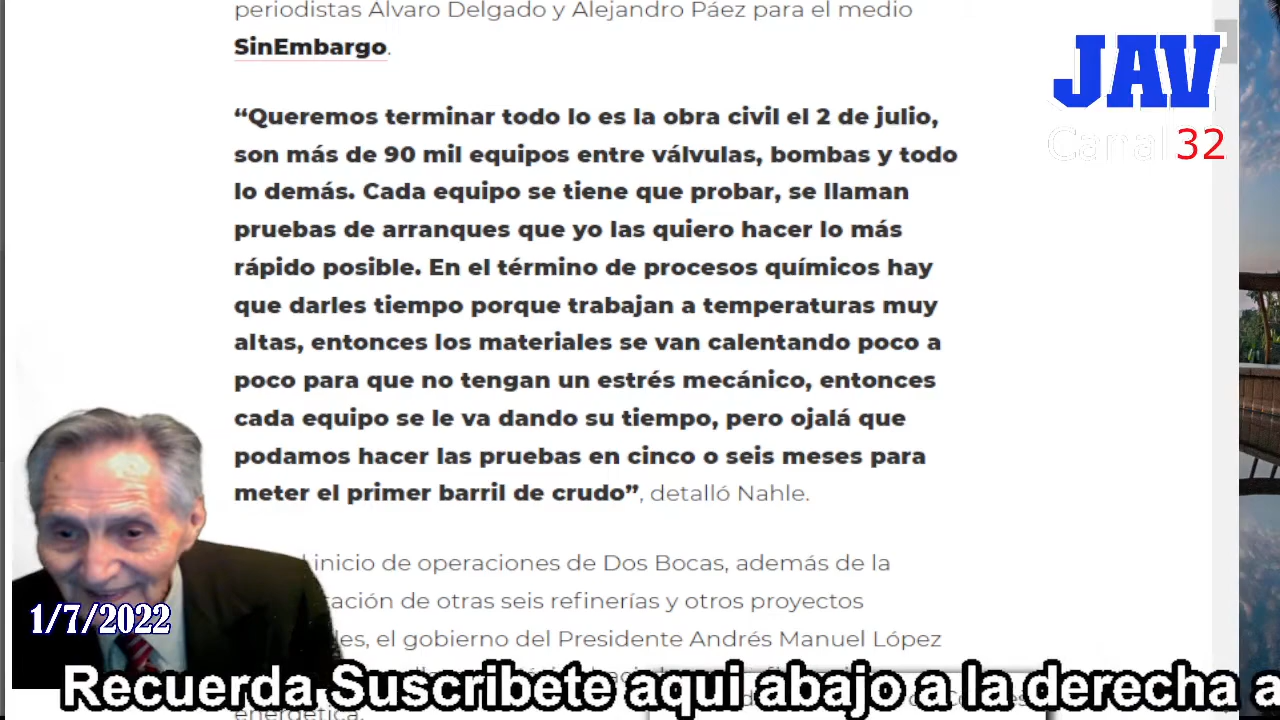 periodistas Álvaro Delgado y Alejandro Páez para el medio
SinEmbargo.
“Queremos terminar todo lo es la obra civil el 2 de julio,
son más de 90 mil equipos entre válvulas, bombas y todo
lo demás. Cada equipo se tiene que probar, se llaman
pruebas de arranques que yo las quiero hacer lo más
rápido posible. En el término de procesos químicos hay
que darles tiempo porque trabajan a temperaturas muy
altas, entonces los materiales se van calentando poco a
poco para que no tengan un estrés mecánico, entonces
cada equipo se le va dando su tiempo, pero ojalá que
podamos hacer las pruebas en cinco o seis meses para
meter el primer barril de crudo”, detalló Nahle.
inicio de operaciones de Dos Bocas, además de la
de otras seis refinerías y otros proyectos
el gobierno del Presidente Andrés Manuel López
energética.
JAV
Canal 32
1/7/2022
Recuerda Suscribete aqui abajo a la derecha a